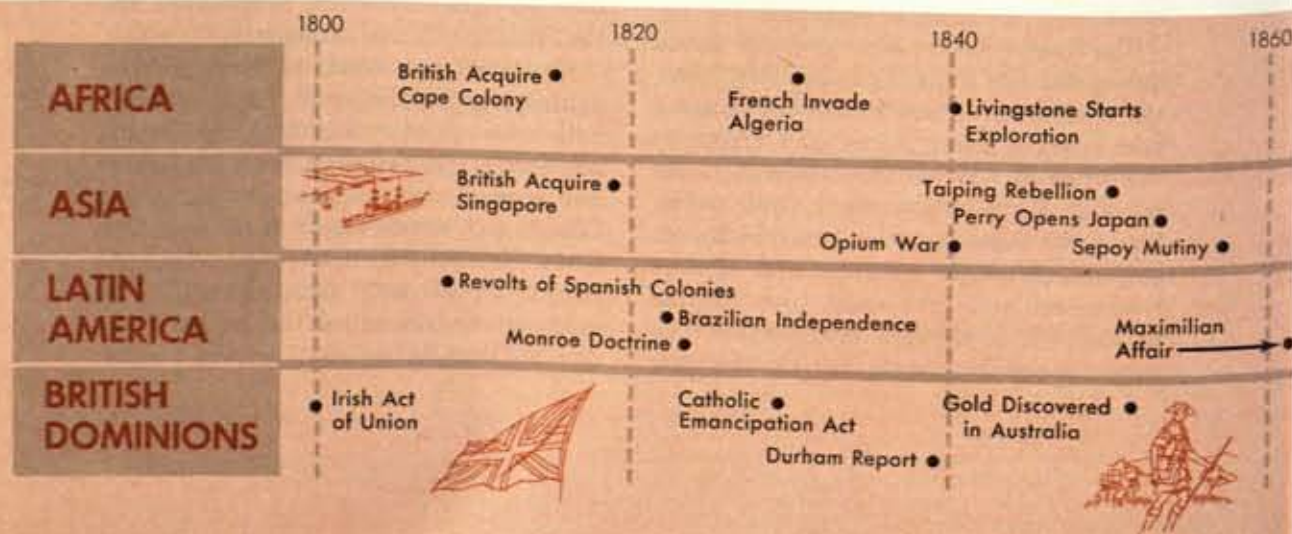 1800
1820
1840
1860
AFRICA
British Acquire
Cape Colony
French Invade
Algeria
Livingstone Starts
Exploration
ASIA
British Acquire
Singapore
Taiping Rebellion
Perry Opens Japan
Opium War
Sepoy Mutiny
LATIN
AMERICA
Revolts of Spanish Colonies
Brazilian Independence
Monroe Doctrine
Maximilian
Affair
BRITISH
DOMINIONS
Irish Act
of Union
Catholic
Emancipation Act
Durham Report
Gold Discovered
in Australia